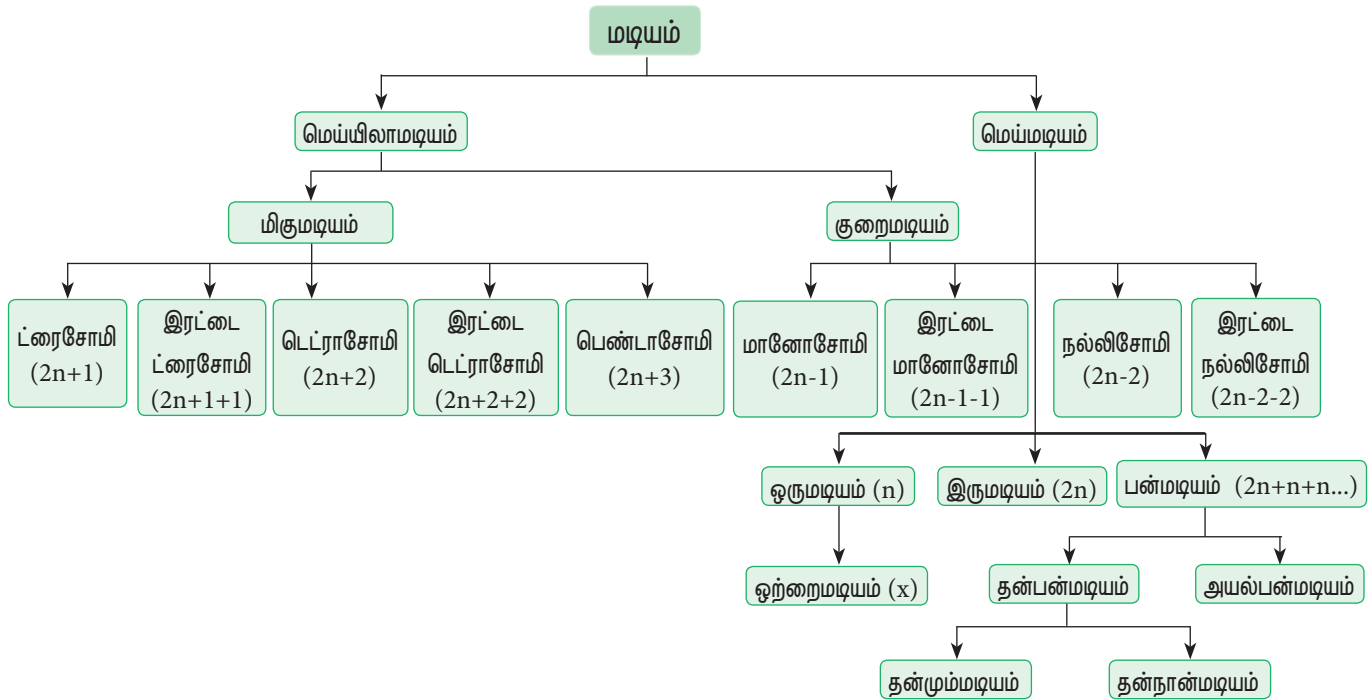 மடியம்
மெய்யிலாமடியம்
மெய்மடியம்
மிகுமடியம்
குறைமடியம்
ட்ரைசோமி
(2n+1)
இரட்டை
ட்ரைசோமி
(2n+1+1)
டெட்ராசோமி
(2n+2)
இரட்டை
டெட்ராசோமி
(2n+2+2)
பெண்டாசோமி
(2n+3)
மானோசோமி
(2n-1)
இரட்டை
மானோசோமி
(2n-1-1)
நல்லிசோமி
(2n-2)
இரட்டை
நல்லிசோமி
(2n-2-2)
ஒருமடியம் (n)
இருமடியம் (2n)
பன்மடியம் (2n+n+n...)
ஒற்றைமடியம் (x)
தன்பன்மடியம்
அயல்பன்மடியம்
தன்மும்மடியம்
தன்நான்மடியம்